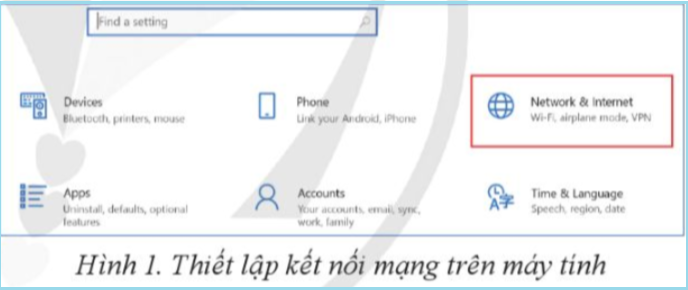 Find a setting
Devices
Bluetooth, printers, mouse
Phone
Link your Android, iPhone
Network & Internet
Wi-Fi, airplane mode, VPN
Apps
Uninstall, defaults, optional
features
Accounts
Your accounts, email, sync,
work, family
Time & Language
Speech, region, date
Hình 1. Thiết lập kết nối mạng trên máy tính